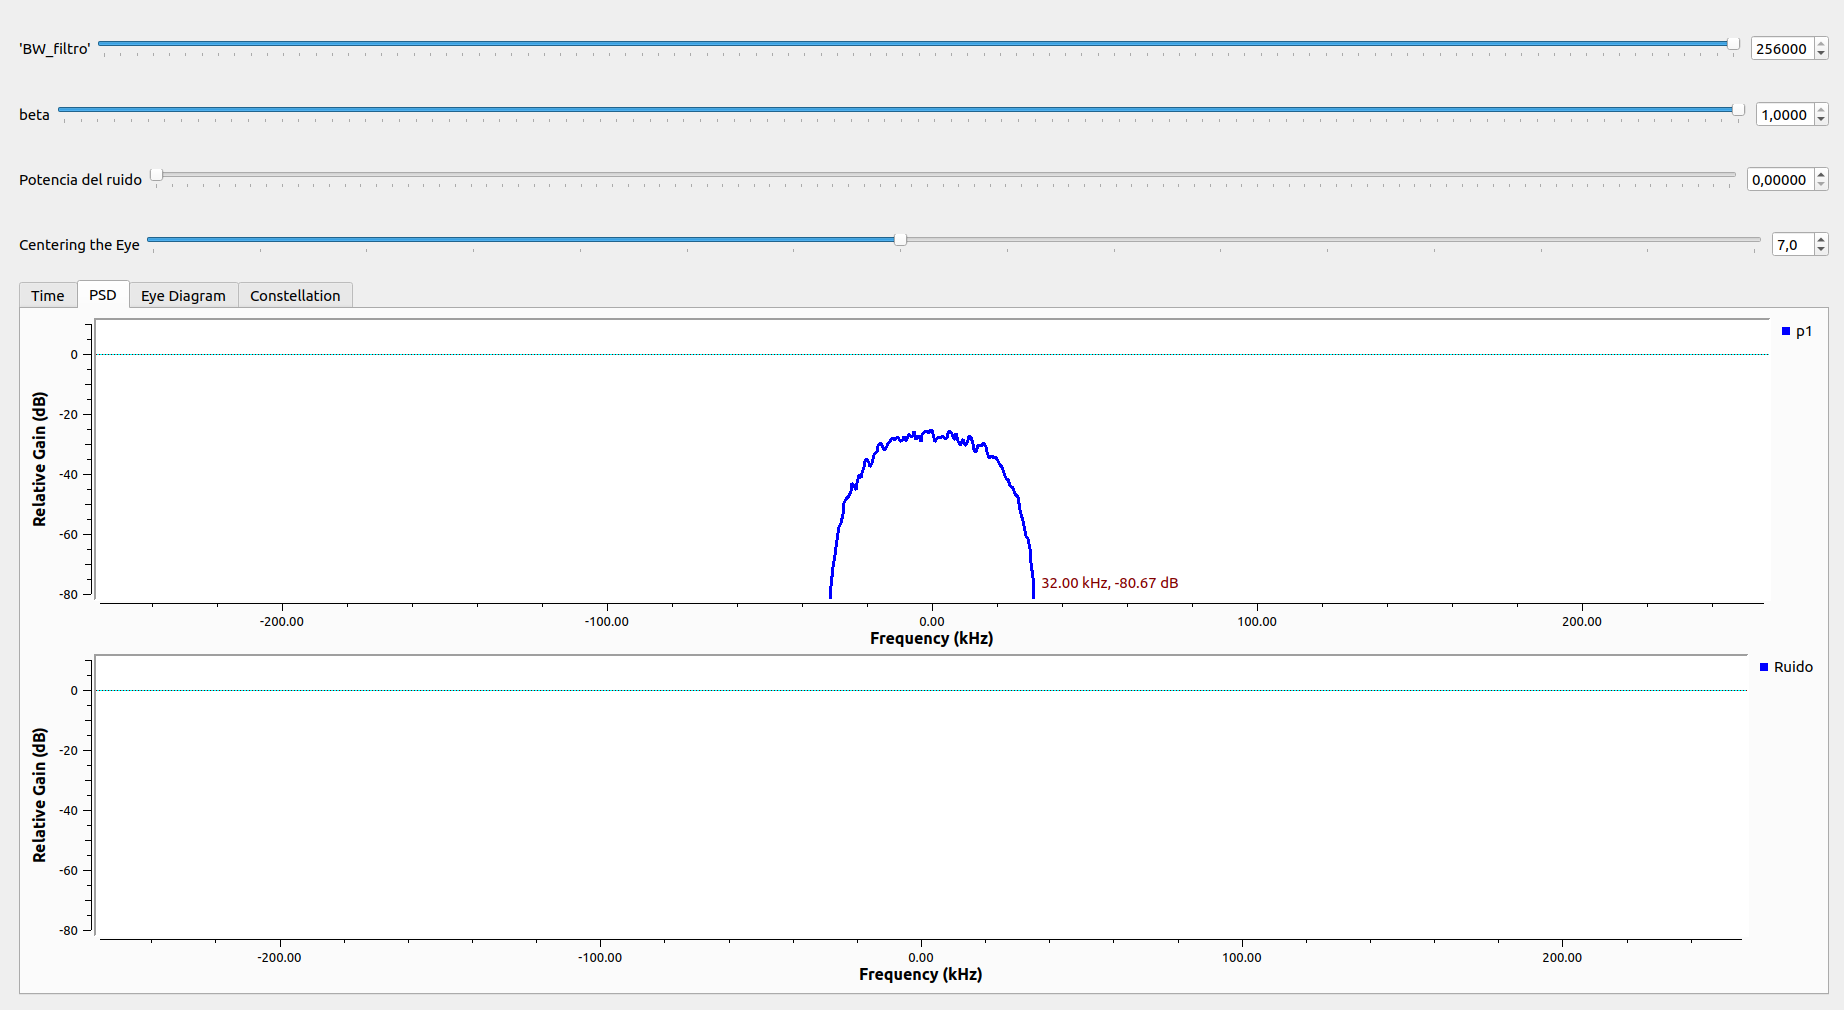 'BW_filtro' 256000
beta 1,0000
Potencia del ruido 0,00000
Centering the Eye 7,0
Time PSD Eye Diagram Constellation
p1
Relative Gain (dB)
0
-20
-40
-60
-80
32.00 kHz, -80.67 dB
-200.00 -100.00 0.00 100.00 200.00
Frequency (kHz)
Ruido
Relative Gain (dB)
0
-20
-40
-60
-80
-200.00 -100.00 0.00 100.00 200.00
Frequency (kHz)